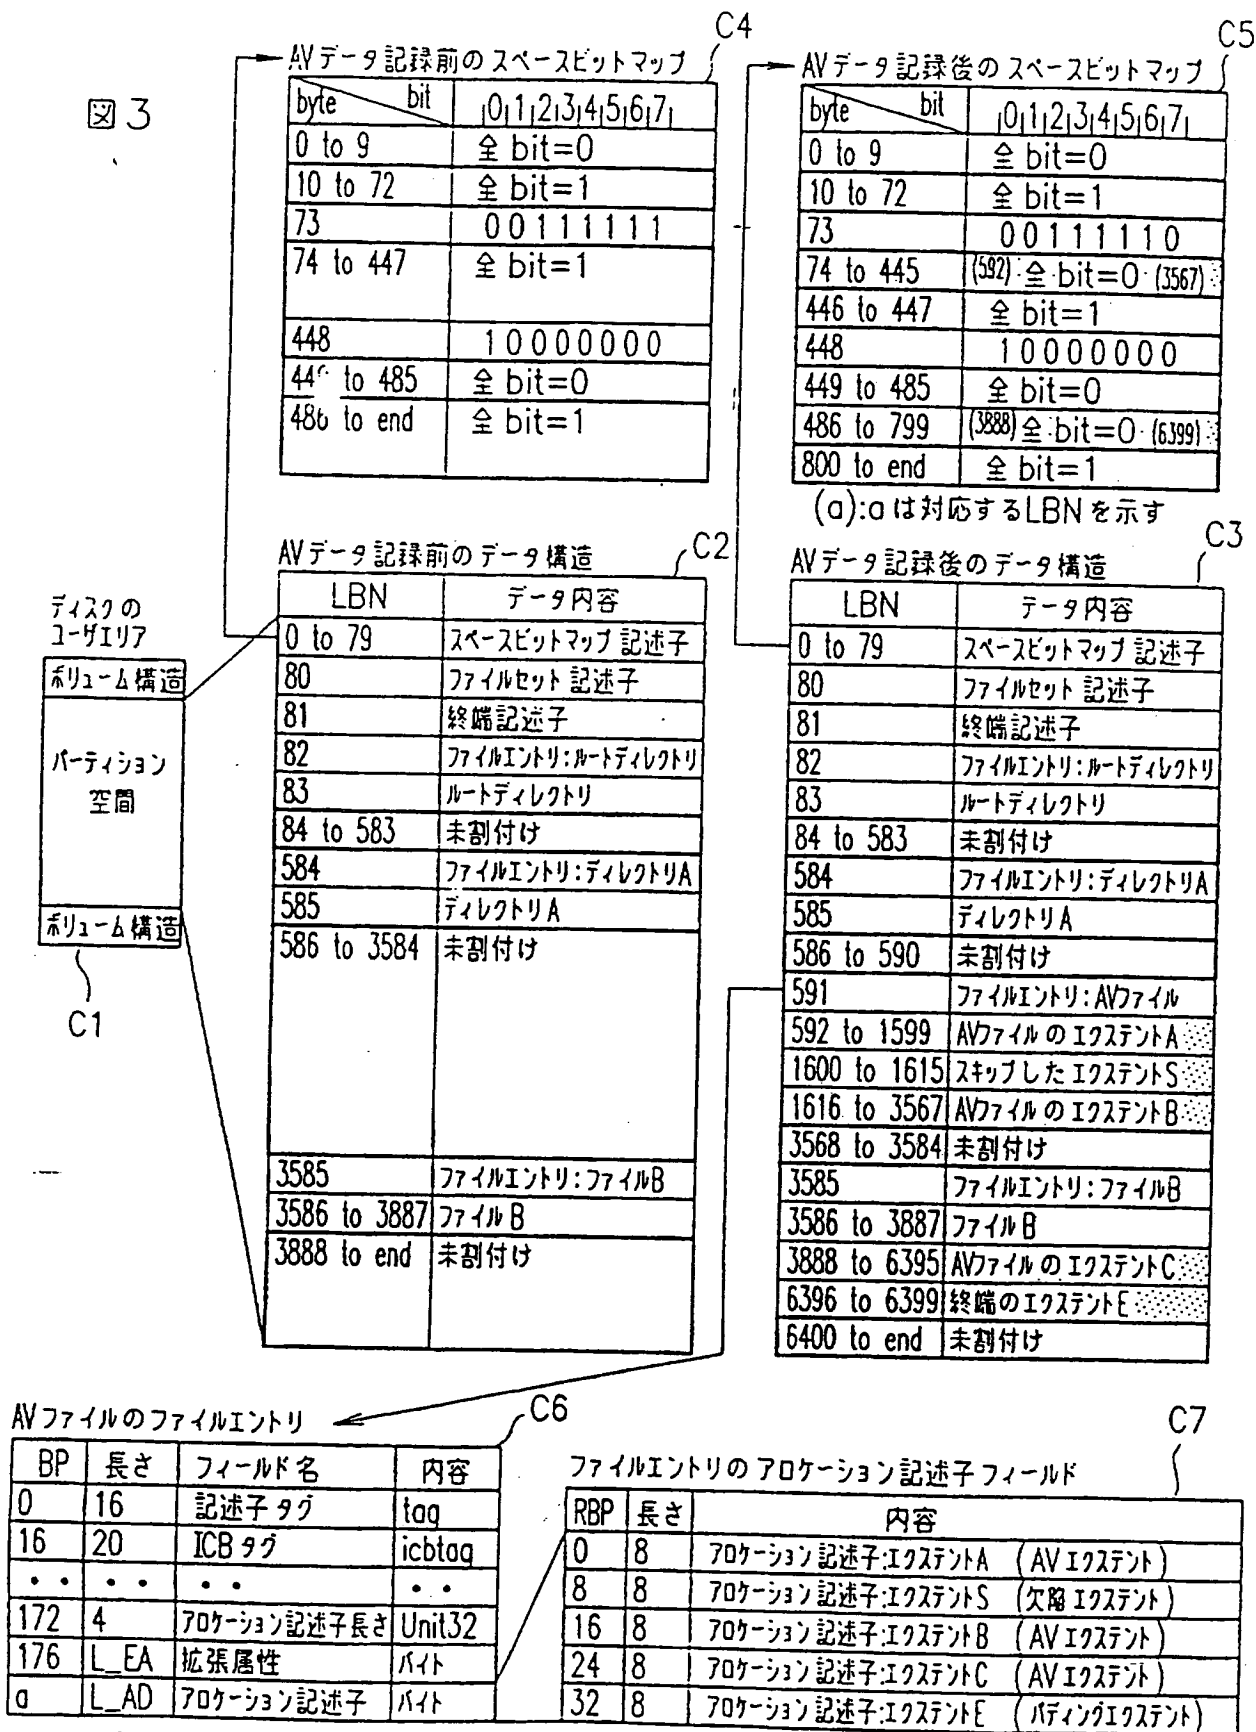 図3
C4
AVデータ記録前のスペースビットマップ
byte bit 0 1 2 3 4 5 6 7
0 to 9 全bit=0
10 to 72 全bit=1
73 00111111
74 to 447 全bit=1
448 10000000
449 to 485 全bit=0
486 to end 全bit=1
C5
AVデータ記録後のスペースビットマップ
byte bit 0 1 2 3 4 5 6 7
0 to 9 全bit=0
10 to 72 全bit=1
73 00111110
74 to 445 (592) 全bit=0 (3567)
446 to 447 全bit=1
448 10000000
449 to 485 全bit=0
486 to 799 (3888) 全bit=0 (6399)
800 to end 全bit=1
(a):aは対応するLBNを示す
ディスクの
ユーザエリア
ボリューム構造
パーティション
空間
ボリューム構造
C1
C2
AVデータ記録前のデータ構造
LBN データ内容
0 to 79 スペースビットマップ記述子
80 ファイルセット記述子
81 終端記述子
82 ファイルエントリ:ルートディレクトリ
83 ルートディレクトリ
84 to 583 未割付け
584 ファイルエントリ:ディレクトリA
585 ディレクトリA
586 to 3584 未割付け
3585 ファイルエントリ:ファイルB
3586 to 3887 ファイルB
3888 to end 未割付け
C3
AVデータ記録後のデータ構造
LBN データ内容
0 to 79 スペースビットマップ記述子
80 ファイルセット記述子
81 終端記述子
82 ファイルエントリ:ルートディレクトリ
83 ルートディレクトリ
84 to 583 未割付け
584 ファイルエントリ:ディレクトリA
585 ディレクトリA
586 to 590 未割付け
591 ファイルエントリ:AVファイル
592 to 1599 AVファイルのエクステントA
1600 to 1615 スキップしたエクステントS
1616 to 3567 AVファイルのエクステントB
3568 to 3584 未割付け
3585 ファイルエントリ:ファイルB
3586 to 3887 ファイルB
3888 to 6395 AVファイルのエクステントC
6396 to 6399 終端のエクステントE
6400 to end 未割付け
C6
AVファイルのファイルエントリ
BP 長さ フィールド名 内容
0 16 記述子タグ tag
16 20 ICBタグ icbtag
・・ ・・ ・・ ・・
172 4 アロケーション記述子長さ Unit32
176 L_EA 拡張属性 バイト
a L_AD アロケーション記述子 バイト
C7
ファイルエントリのアロケーション記述子フィールド
RBP 長さ 内容
0 8 アロケーション記述子:エクステントA (AVエクステント)
8 8 アロケーション記述子:エクステントS (欠陥エクステント)
16 8 アロケーション記述子:エクステントB (AVエクステント)
24 8 アロケーション記述子:エクステントC (AVエクステント)
32 8 アロケーション記述子:エクステントE (パディングエクステント)